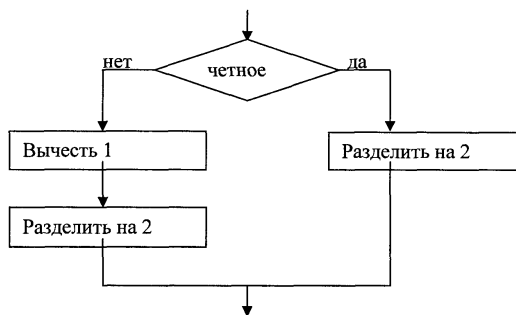 нет
четное
да
Вычесть 1
Разделить на 2
Разделить на 2